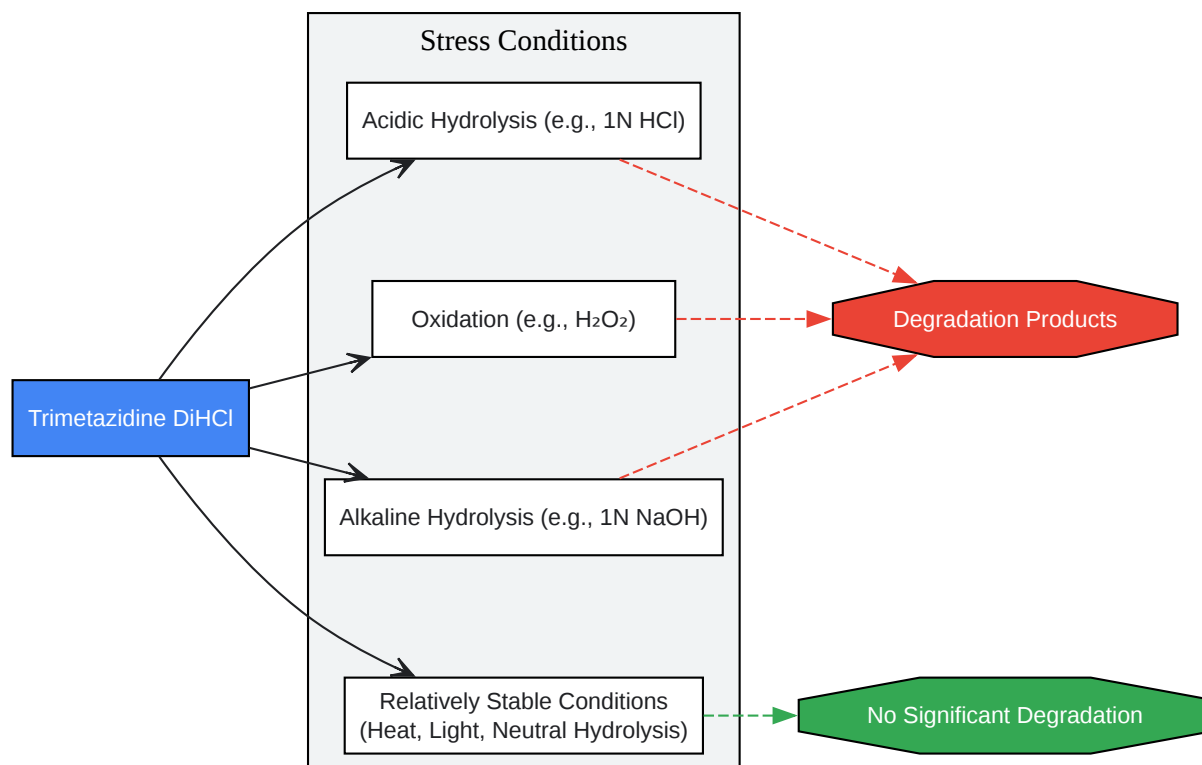 Stress Conditions
Acidic Hydrolysis (e.g., 1N HCl)
Oxidation (e.g., H₂O₂)
Degradation Products
Trimetazidine DiHCl
Alkaline Hydrolysis (e.g., 1N NaOH)
Relatively Stable Conditions
(Heat, Light, Neutral Hydrolysis)
No Significant Degradation